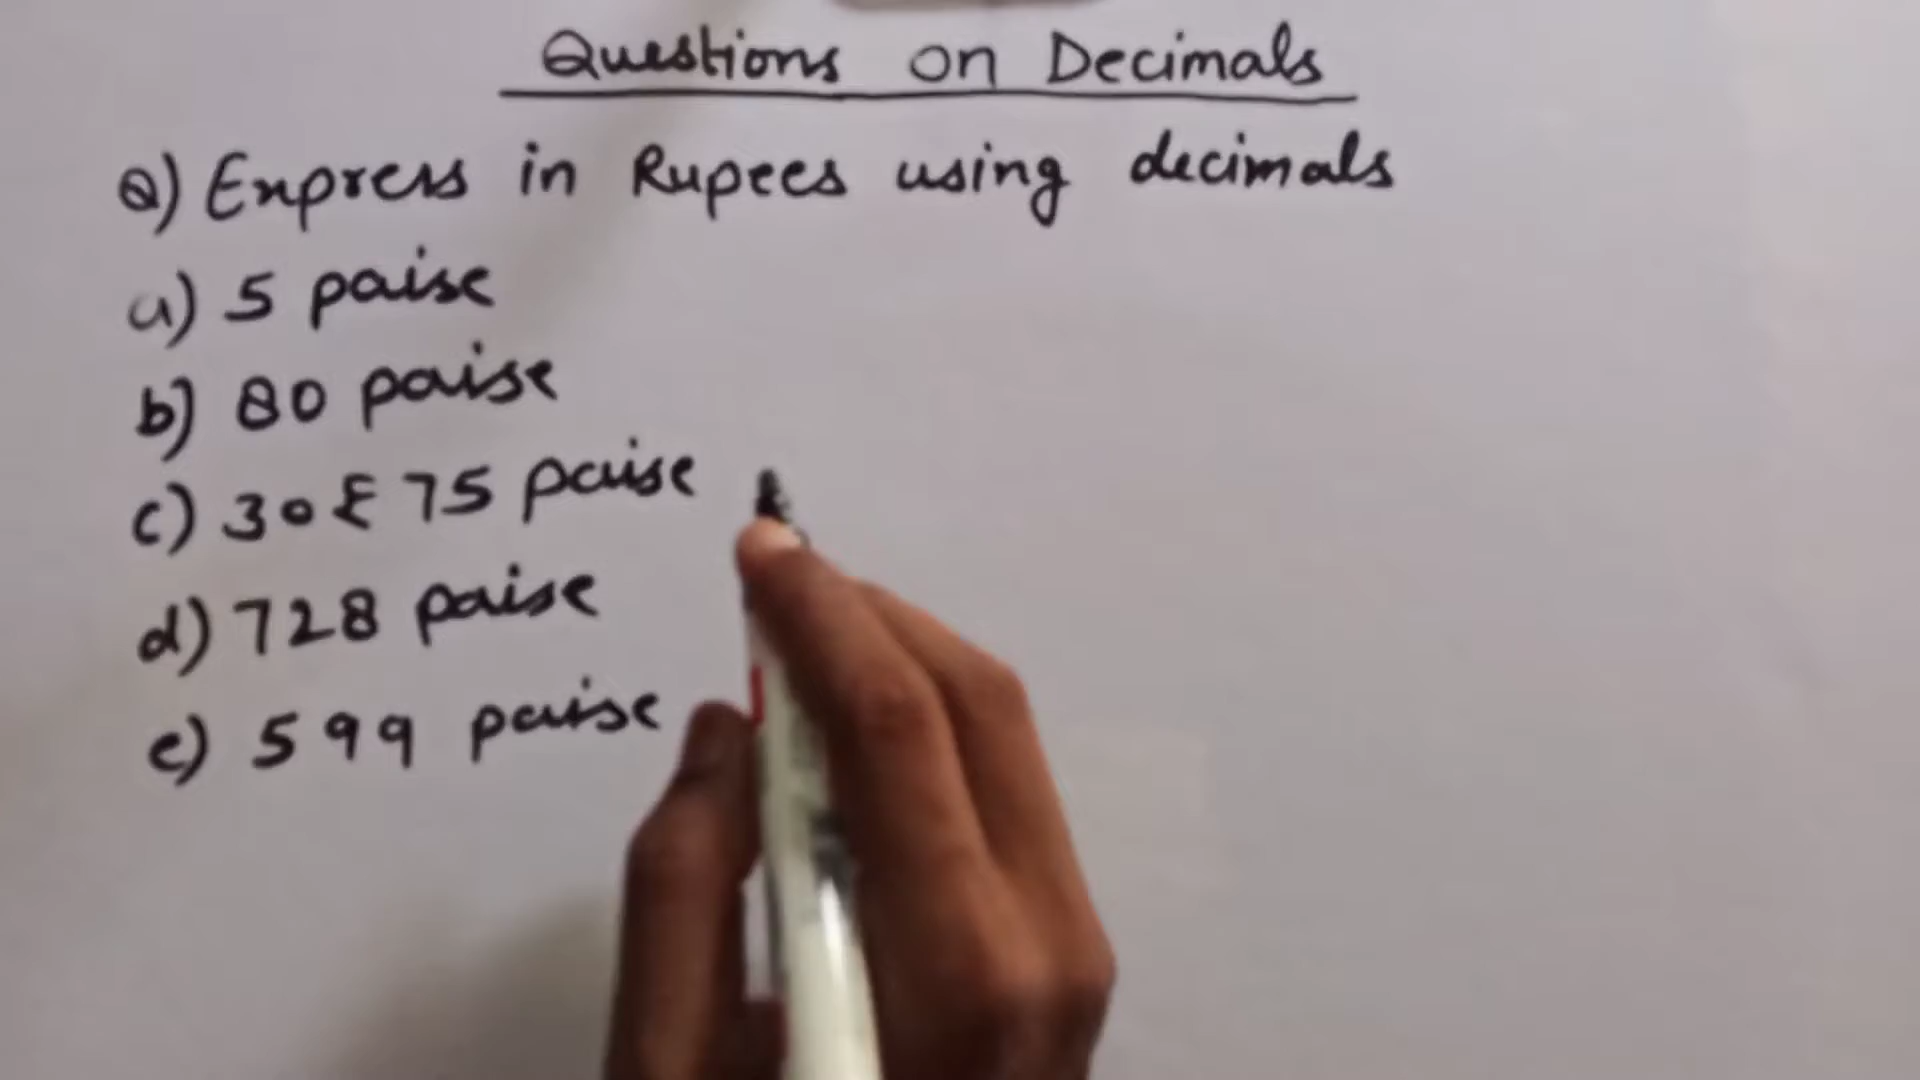 Questions on Decimals
Q) Express in Rupees using decimals
a) 5 paise
b) 80 paise
c) 30₹ 75 paise
d) 728 paise
e) 599 paise